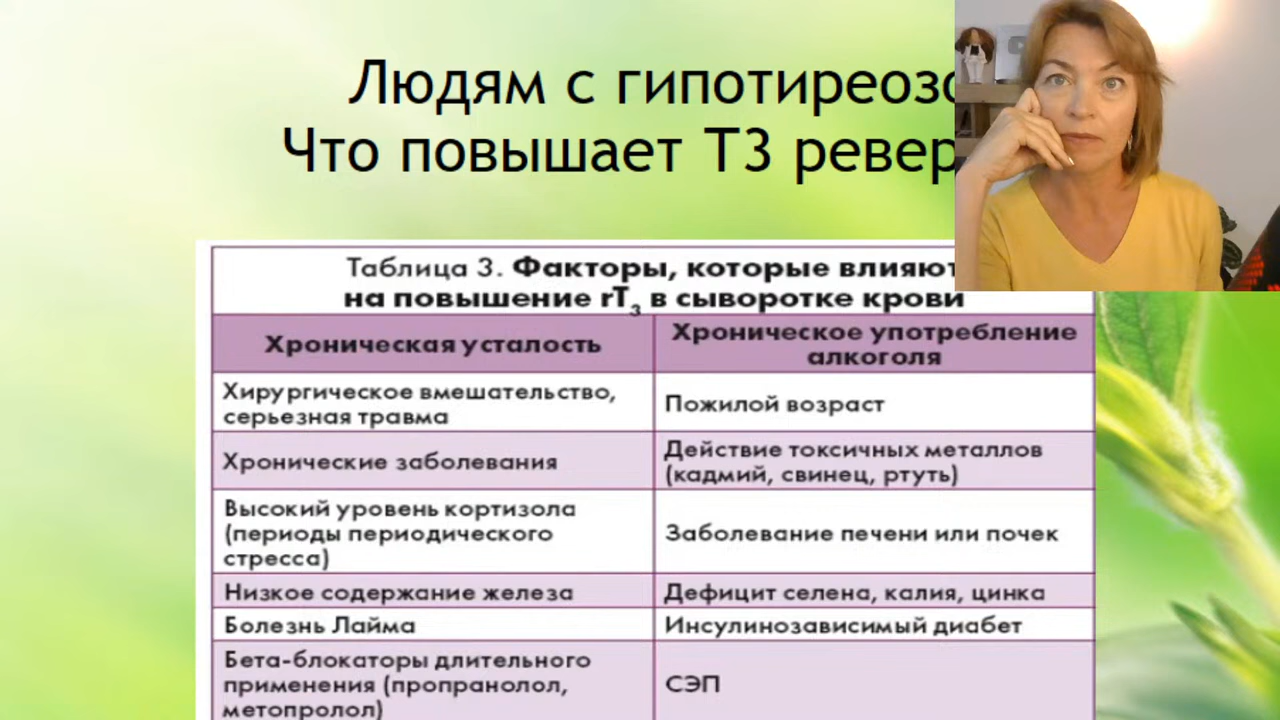 Людям с гипотиреозо
Что повышает Т3 ревер
Таблица 3. Факторы, которые влияют
на повышение rT3 в сыворотке крови
Хроническая усталость
Хроническое употребление
алкоголя
Хирургическое вмешательство,
серьезная травма
Пожилой возраст
Хронические заболевания
Действие токсичных металлов
(кадмий, свинец, ртуть)
Высокий уровень кортизола
(периоды периодического
стресса)
Заболевание печени или почек
Низкое содержание железа
Дефицит селена, калия, цинка
Болезнь Лайма
Инсулинозависимый диабет
Бета-блокаторы длительного
применения (пропранолол,
метопролол)
СЭП